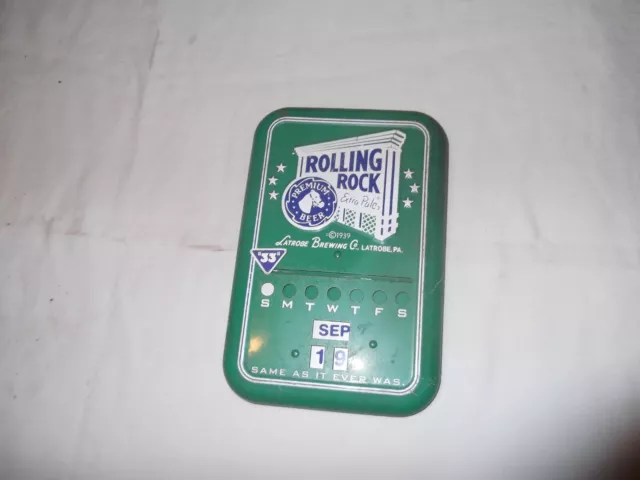 ROLLING
ROCK
Extra Pale
PREMIUM
BEER
©1939
LATROBE BREWING CO. LATROBE, PA.
"33"
S M T W T F S
SEP
1 9
SAME AS IT EVER WAS.